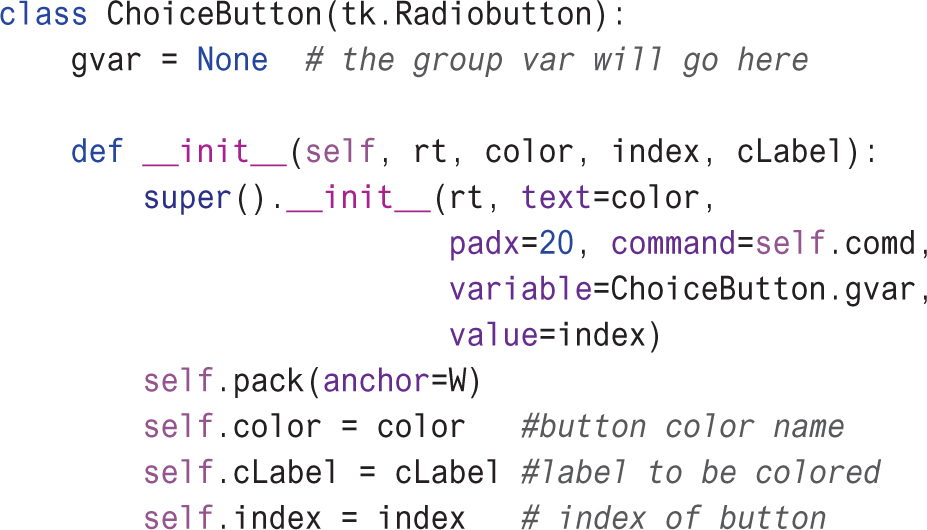 class ChoiceButton(tk.Radiobutton):
    gvar = None  # the group var will go here

    def __init__(self, rt, color, index, cLabel):
        super().__init__(rt, text=color,
                         padx=20, command=self.comd,
                         variable=ChoiceButton.gvar,
                         value=index)
        self.pack(anchor=W)
        self.color = color   #button color name
        self.cLabel = cLabel #label to be colored
        self.index = index   # index of button